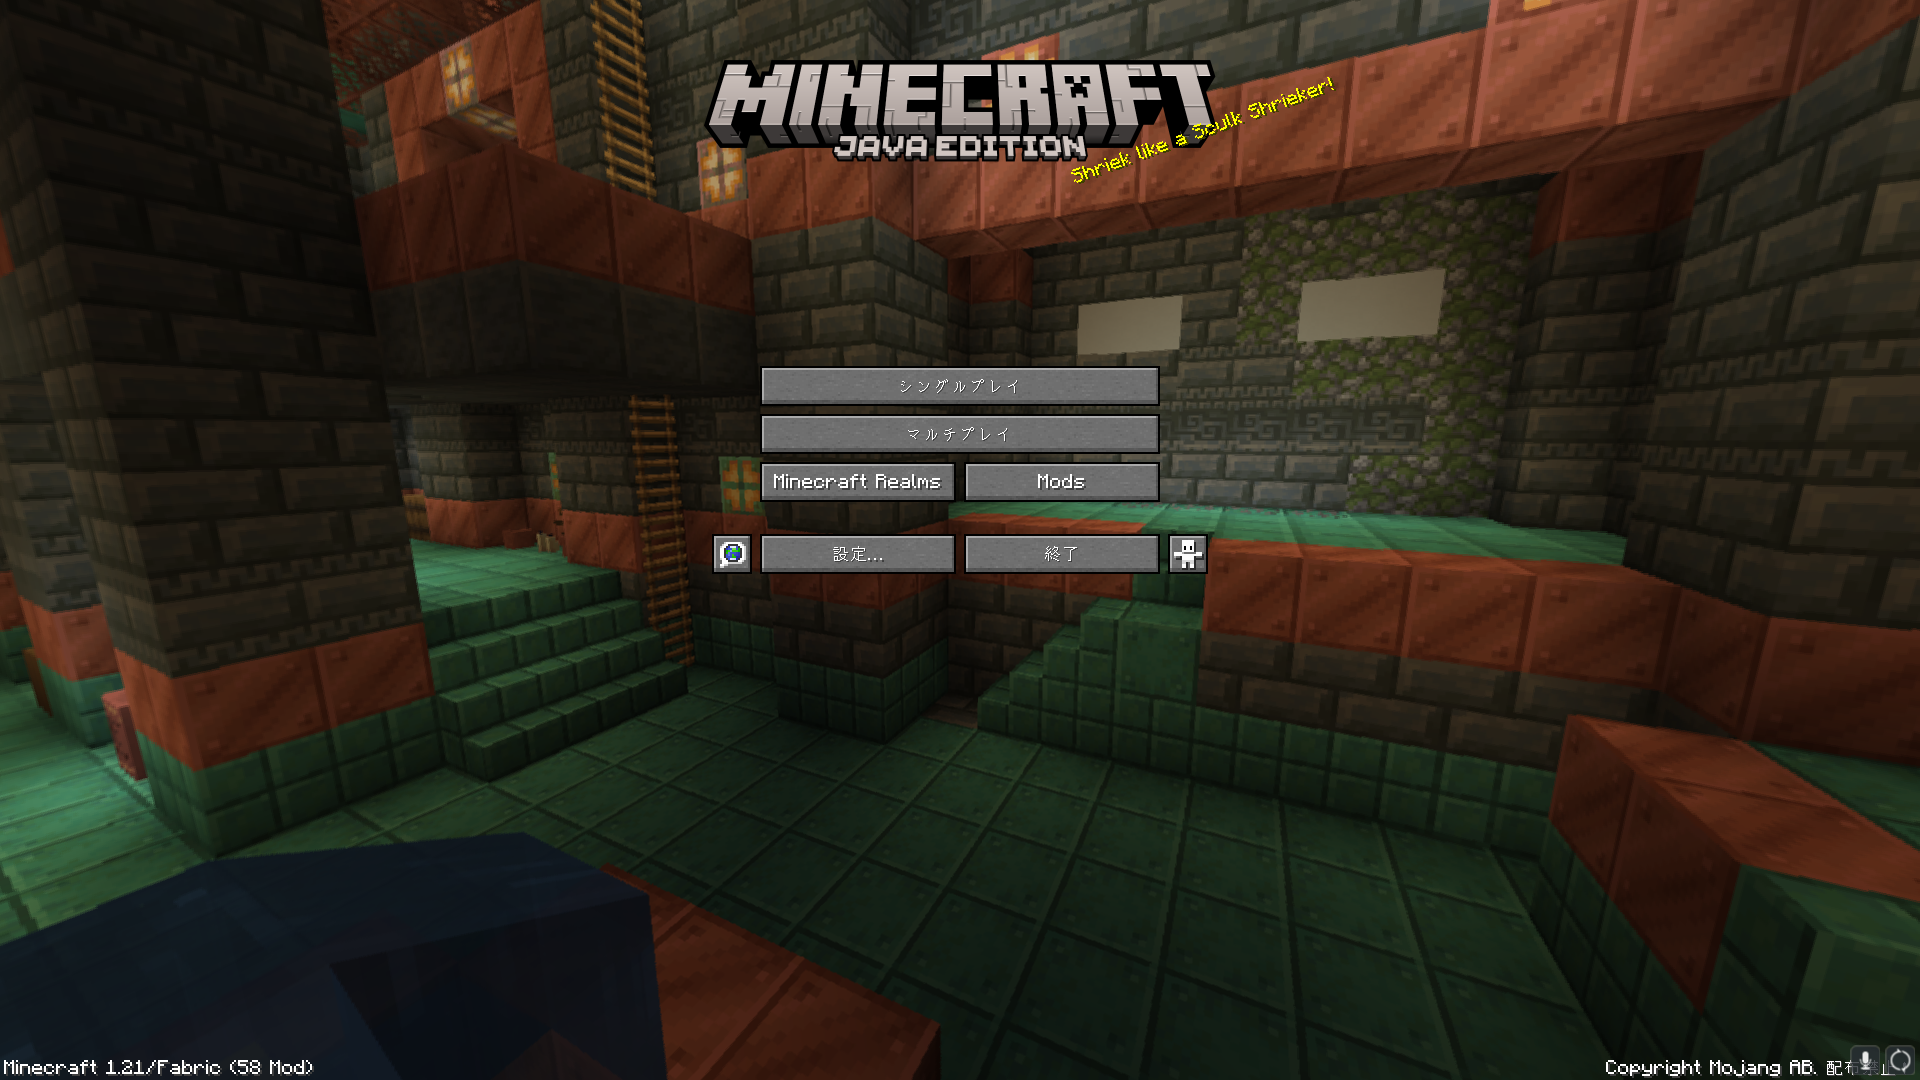 MINECRAFT
JAVA EDITION
Shriek like a Sculk Shrieker!
シングルプレイ
マルチプレイ
Minecraft Realms
Mods
設定...
終了
Minecraft 1.21/Fabric (58 Mod)
Copyright Mojang AB.